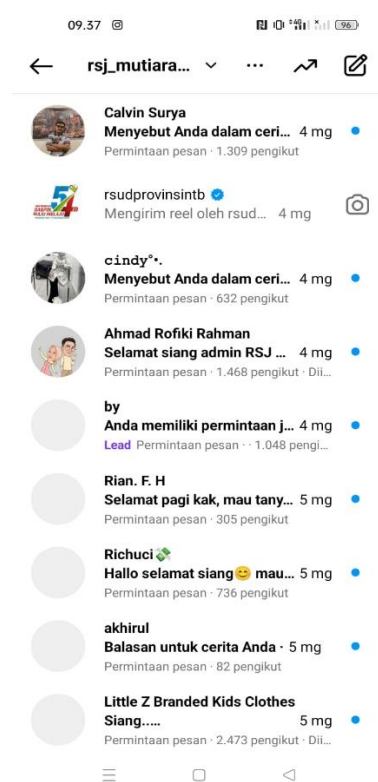 09.37
4G 96
rsj_mutiara...
Calvin Surya
Menyebut Anda dalam ceri... 4 mg
Permintaan pesan · 1.309 pengikut
rsudprovinsintb
Mengirim reel oleh rsud... 4 mg
cindy°•.
Menyebut Anda dalam ceri... 4 mg
Permintaan pesan · 632 pengikut
Ahmad Rofiki Rahman
Selamat siang admin RSJ ... 4 mg
Permintaan pesan · 1.468 pengikut · Dii...
by
Anda memiliki permintaan j... 4 mg
Lead Permintaan pesan · · 1.048 pengi...
Rian. F. H
Selamat pagi kak, mau tany... 5 mg
Permintaan pesan · 305 pengikut
Richuci💸
Hallo selamat siang😊 mau... 5 mg
Permintaan pesan · 736 pengikut
akhirul
Balasan untuk cerita Anda · 5 mg
Permintaan pesan · 82 pengikut
Little Z Branded Kids Clothes
Siang..... 5 mg
Permintaan pesan · 2.473 pengikut · Dii...